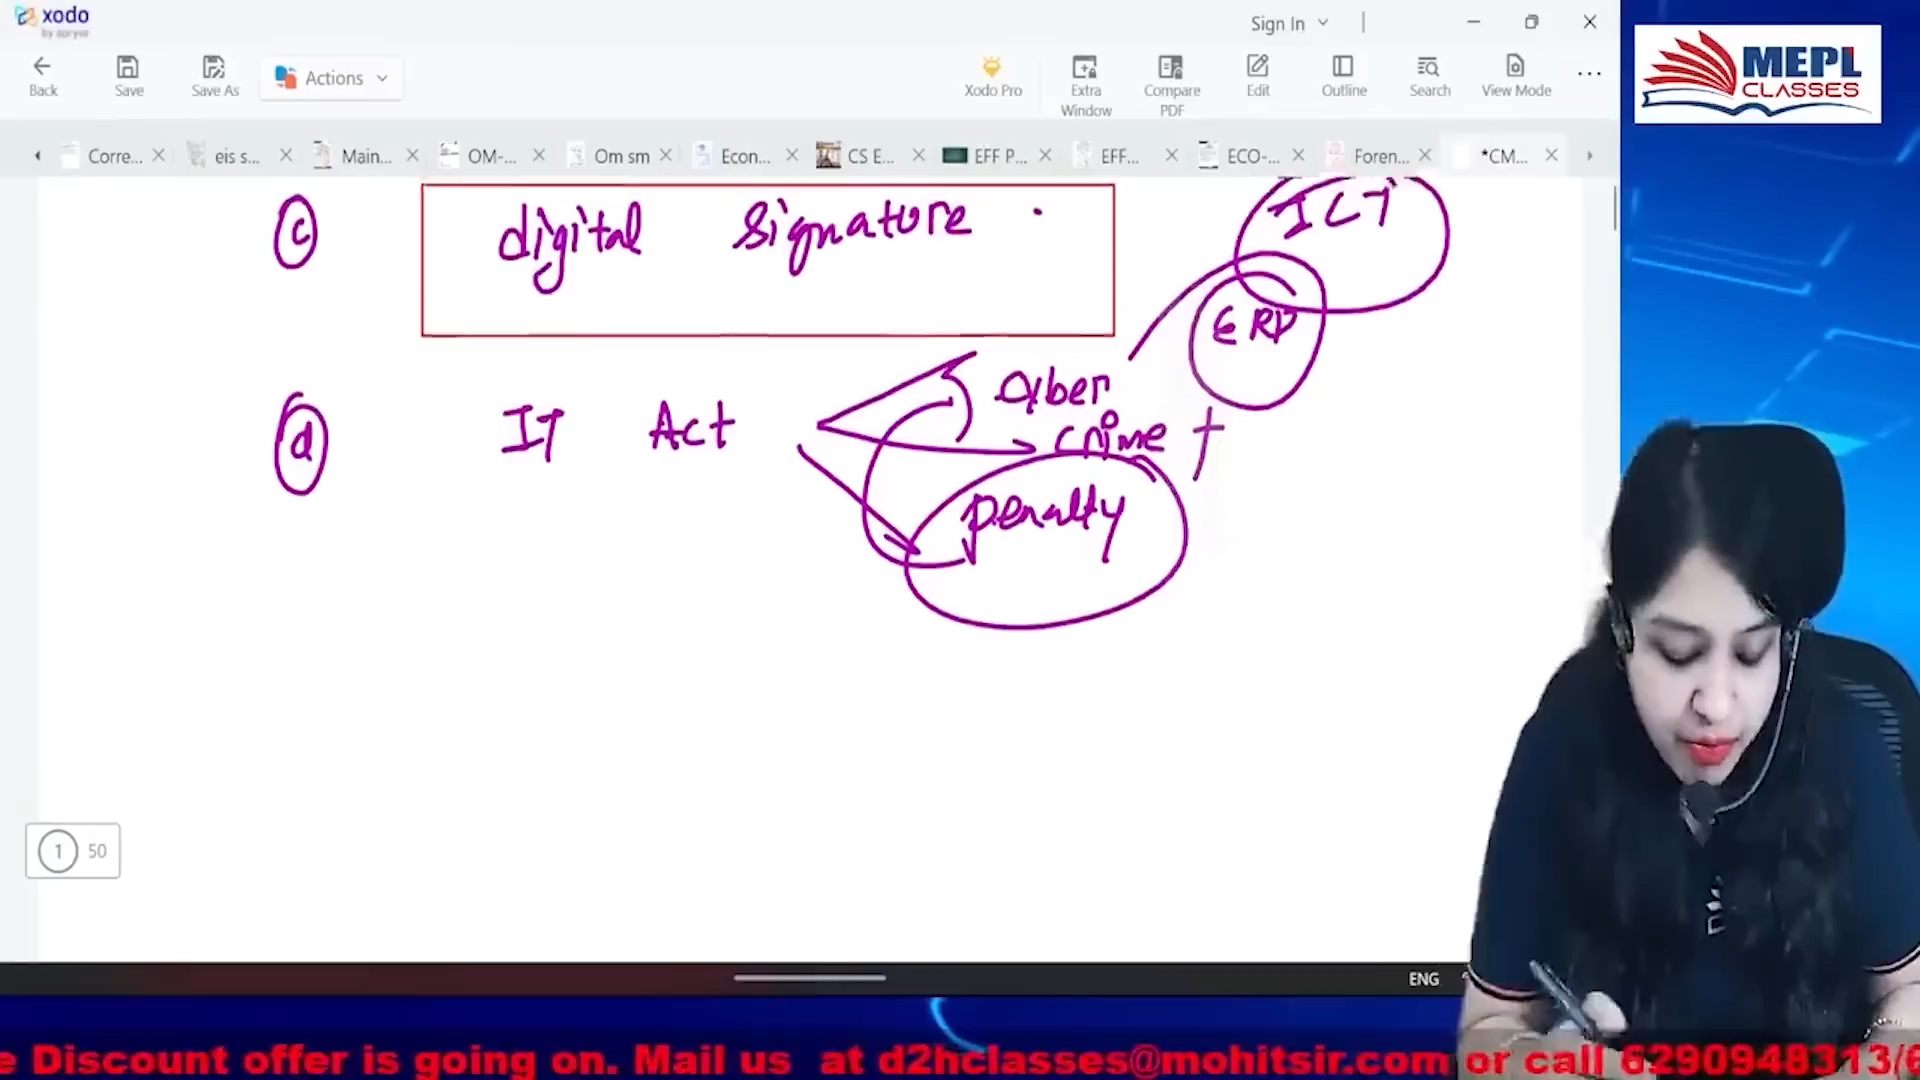 xodo
by apryse
Sign In
Back
Save
Save As
Actions
Xodo Pro
Extra Window
Compare PDF
Edit
Outline
Search
View Mode
MEPL
CLASSES
Corre...
eis s...
Main...
OM-...
Om sm
Econ...
CS E...
EFF P...
EFF...
ECO-...
Foren...
*CM...
C digital signature
ICT
ERP
d IT Act
Cyber
crime +
penalty
1 50
ENG
e Discount offer is going on. Mail us at d2hclasses@mohitsir.com or call 6290948313/6